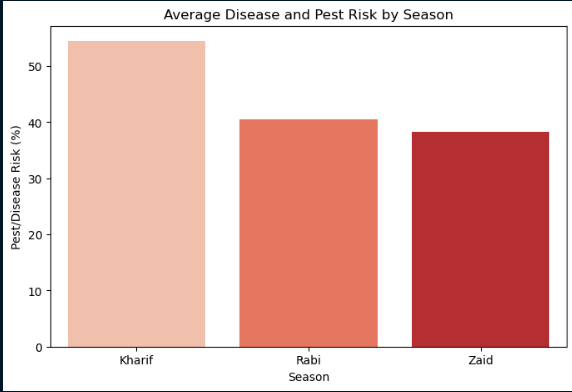 Average Disease and Pest Risk by Season
Pest/Disease Risk (%)
50
40
30
20
10
0
Kharif Rabi Zaid
Season